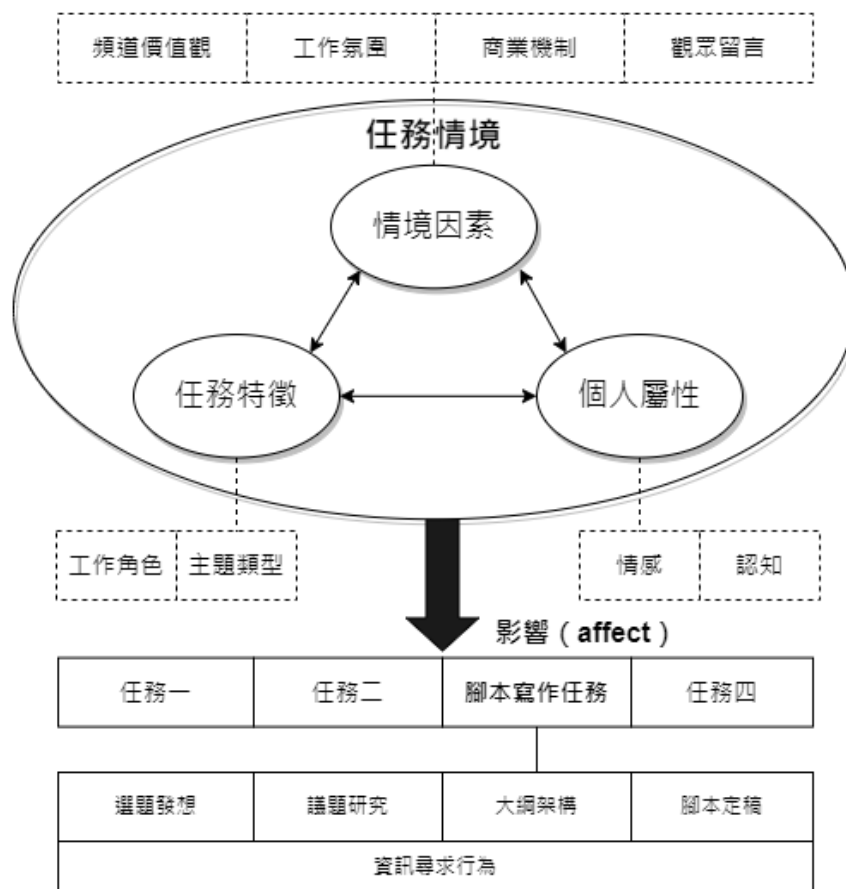 頻道價值觀 工作氛圍 商業機制 觀眾留言
任務情境
情境因素
任務特徵 個人屬性
工作角色 主題類型 情感 認知
影響（affect）
任務一 任務二 腳本寫作任務 任務四
選題發想 議題研究 大綱架構 腳本定稿
資訊尋求行為